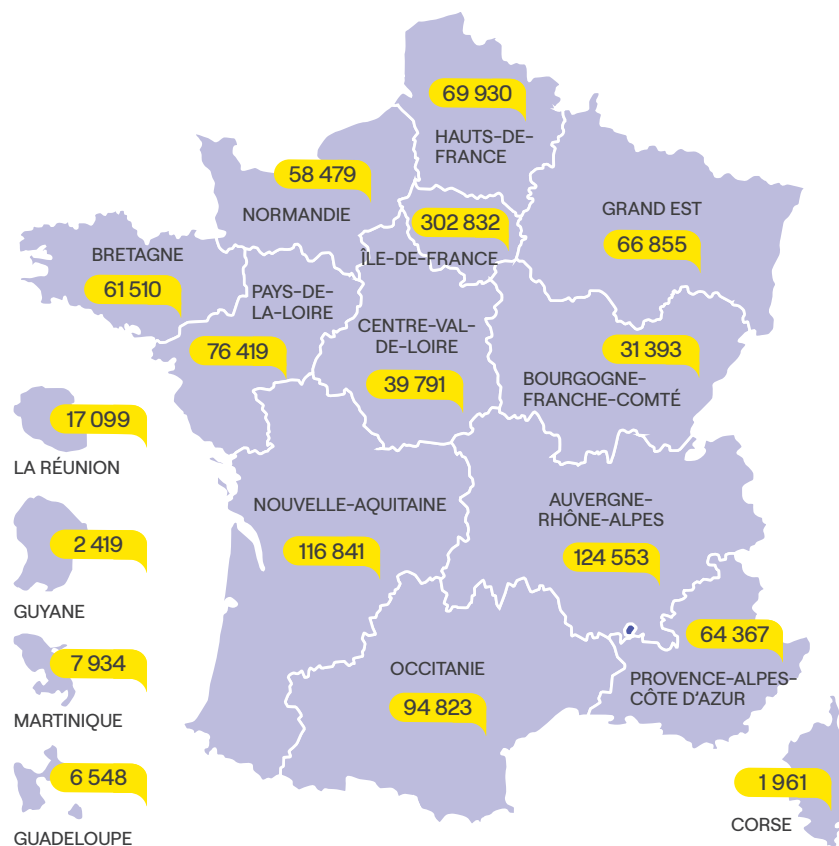 69 930
HAUTS-DE-
FRANCE
58 479
NORMANDIE
302 832
ÎLE-DE-FRANCE
GRAND EST
66 855
BRETAGNE
61 510
PAYS-DE-
LA-LOIRE
76 419
CENTRE-VAL-
DE-LOIRE
39 791
31 393
BOURGOGNE-
FRANCHE-COMTÉ
17 099
LA RÉUNION
NOUVELLE-AQUITAINE
116 841
AUVERGNE-
RHÔNE-ALPES
124 553
2 419
GUYANE
7 934
MARTINIQUE
OCCITANIE
94 823
64 367
PROVENCE-ALPES-
CÔTE D'AZUR
6 548
GUADELOUPE
1 961
CORSE